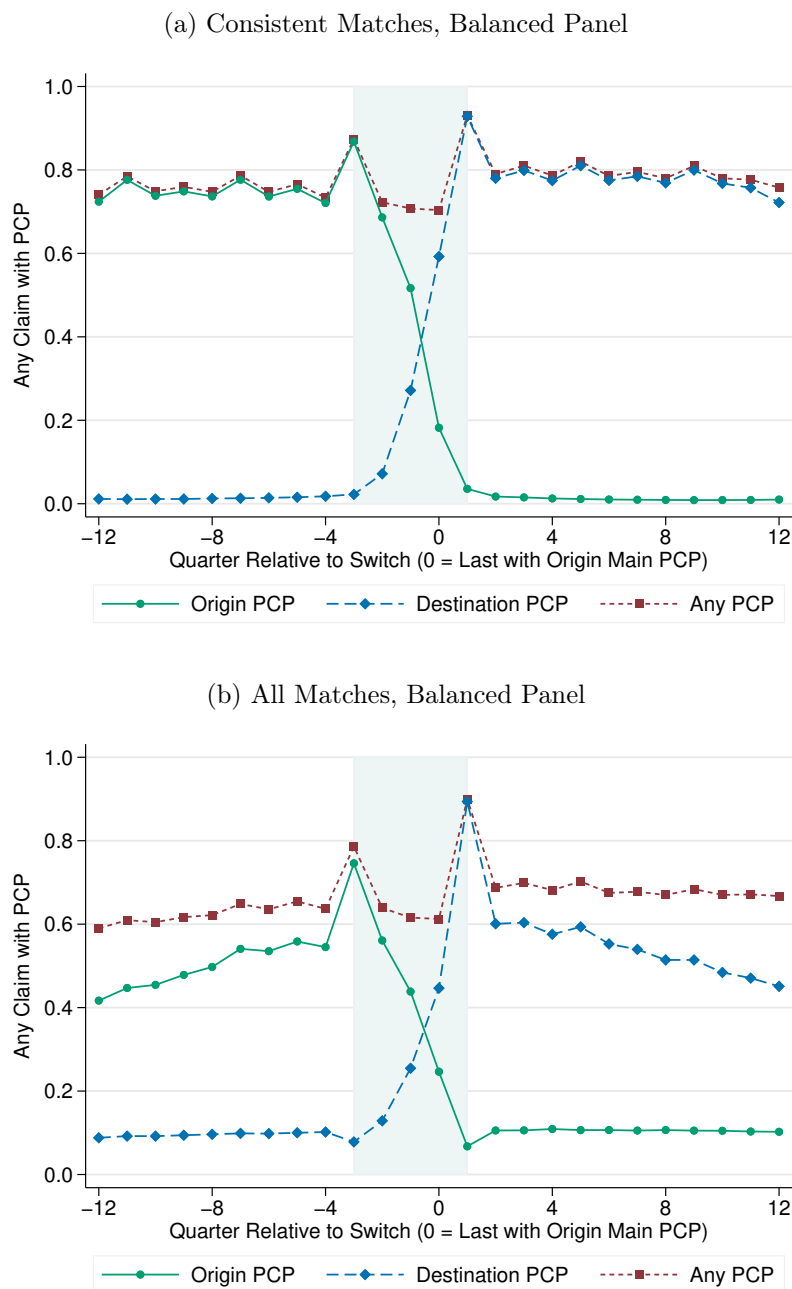 (a) Consistent Matches, Balanced Panel
1.0
0.8
0.6
0.4
0.2
0.0
Any Claim with PCP
−12 −8 −4 0 4 8 12
Quarter Relative to Switch (0 = Last with Origin Main PCP)
Origin PCP Destination PCP Any PCP
(b) All Matches, Balanced Panel
1.0
0.8
0.6
0.4
0.2
0.0
Any Claim with PCP
−12 −8 −4 0 4 8 12
Quarter Relative to Switch (0 = Last with Origin Main PCP)
Origin PCP Destination PCP Any PCP